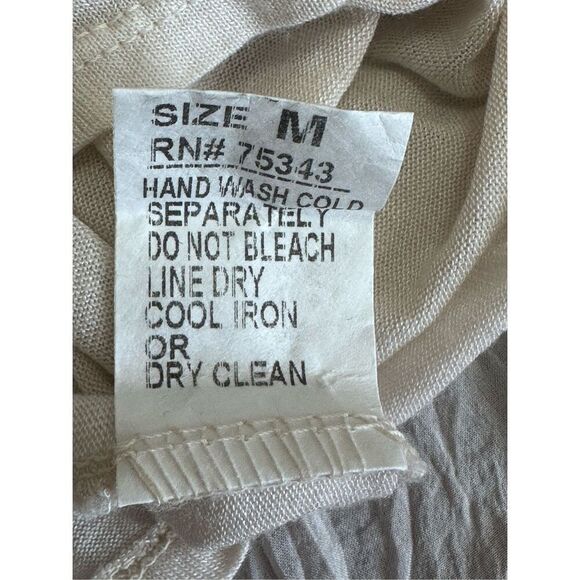 SIZE M
RN# 75343
HAND WASH COLD
SEPARATELY
DO NOT BLEACH
LINE DRY
COOL IRON
OR
DRY CLEAN